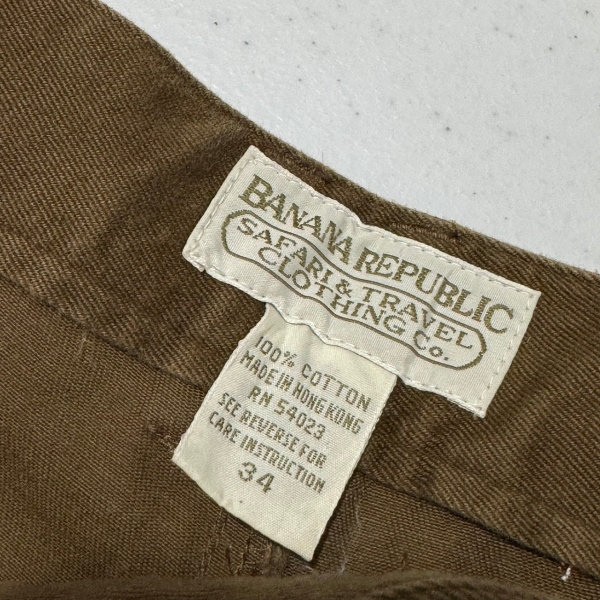 BANANA REPUBLIC
SAFARI & TRAVEL
CLOTHING Co.
100% COTTON
MADE IN HONG KONG
RN 54023
SEE REVERSE FOR
CARE INSTRUCTION
34